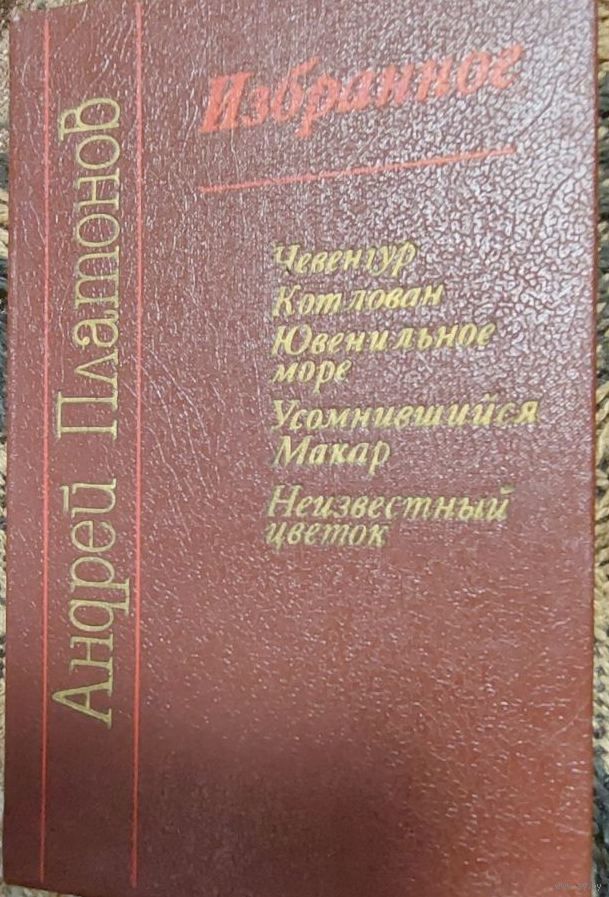 Андрей Платонов
Избранное
Чевенгур
Котлован
Ювенильное
море
Усомнившийся
Макар
Неизвестный
цветок